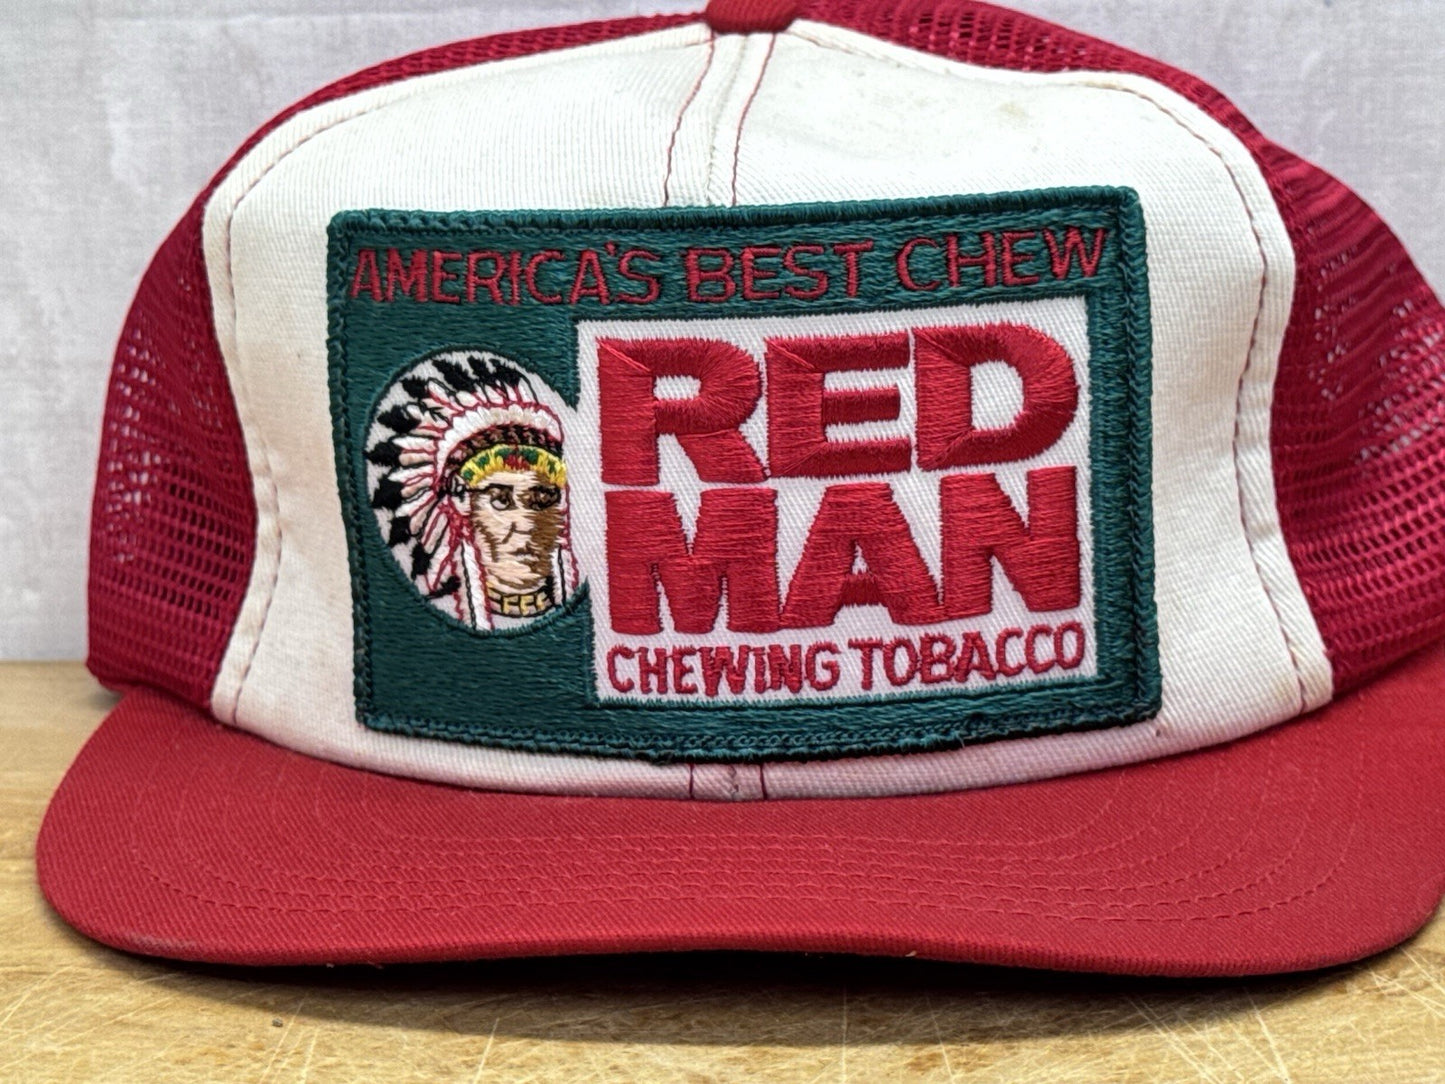 AMERICA'S BEST CHEW
RED
MAN
CHEWING TOBACCO